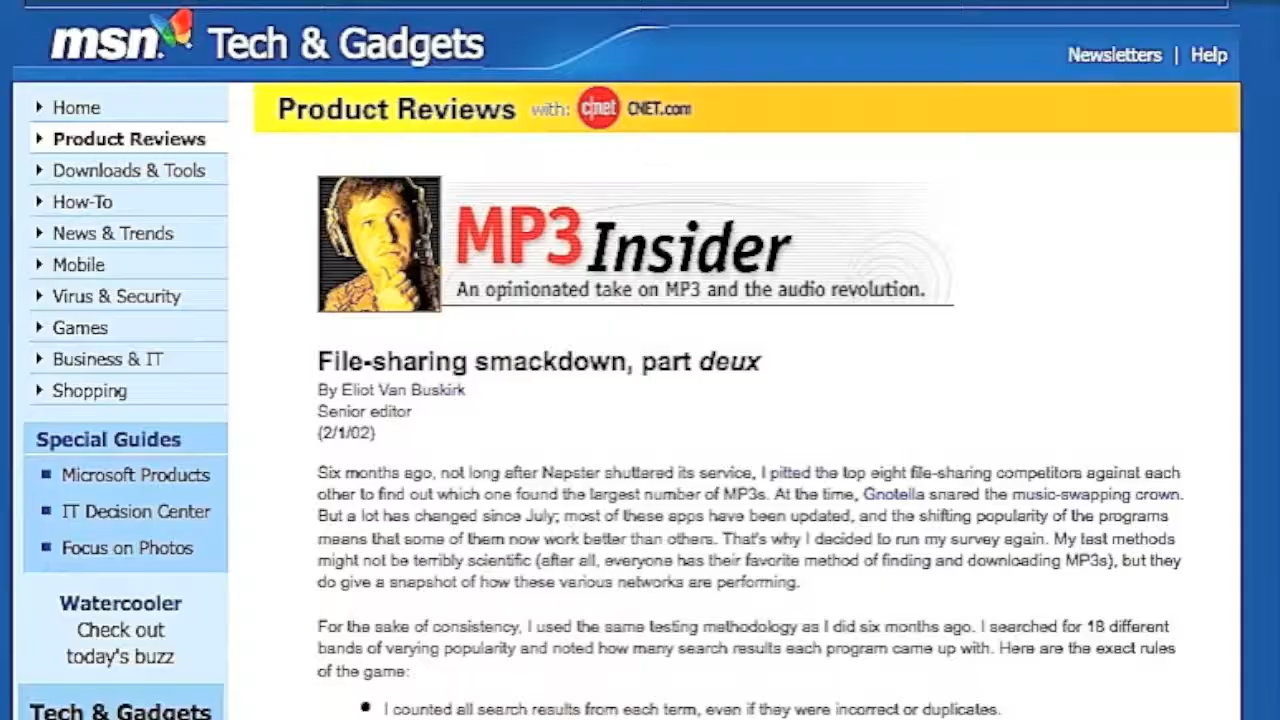 msn Tech & Gadgets
Newsletters | Help
Home
Product Reviews
Downloads & Tools
How-To
News & Trends
Mobile
Virus & Security
Games
Business & IT
Shopping
Special Guides
Microsoft Products
IT Decision Center
Focus on Photos
Watercooler
Check out
today's buzz
Tech & Gadgets
Product Reviews with: c|net CNET.com
MP3 Insider
An opinionated take on MP3 and the audio revolution.
File-sharing smackdown, part deux
By Eliot Van Buskirk
Senior editor
(2/1/02)
Six months ago, not long after Napster shuttered its service, I pitted the top eight file-sharing competitors against each
other to find out which one found the largest number of MP3s. At the time, Gnotella snared the music-swapping crown.
But a lot has changed since July; most of these apps have been updated, and the shifting popularity of the programs
means that some of them now work better than others. That's why I decided to run my survey again. My test methods
might not be terribly scientific (after all, everyone has their favorite method of finding and downloading MP3s), but they
do give a snapshot of how these various networks are performing.
For the sake of consistency, I used the same testing methodology as I did six months ago. I searched for 18 different
bands of varying popularity and noted how many search results each program came up with. Here are the exact rules
of the game:
I counted all search results from each term, even if they were incorrect or duplicates.